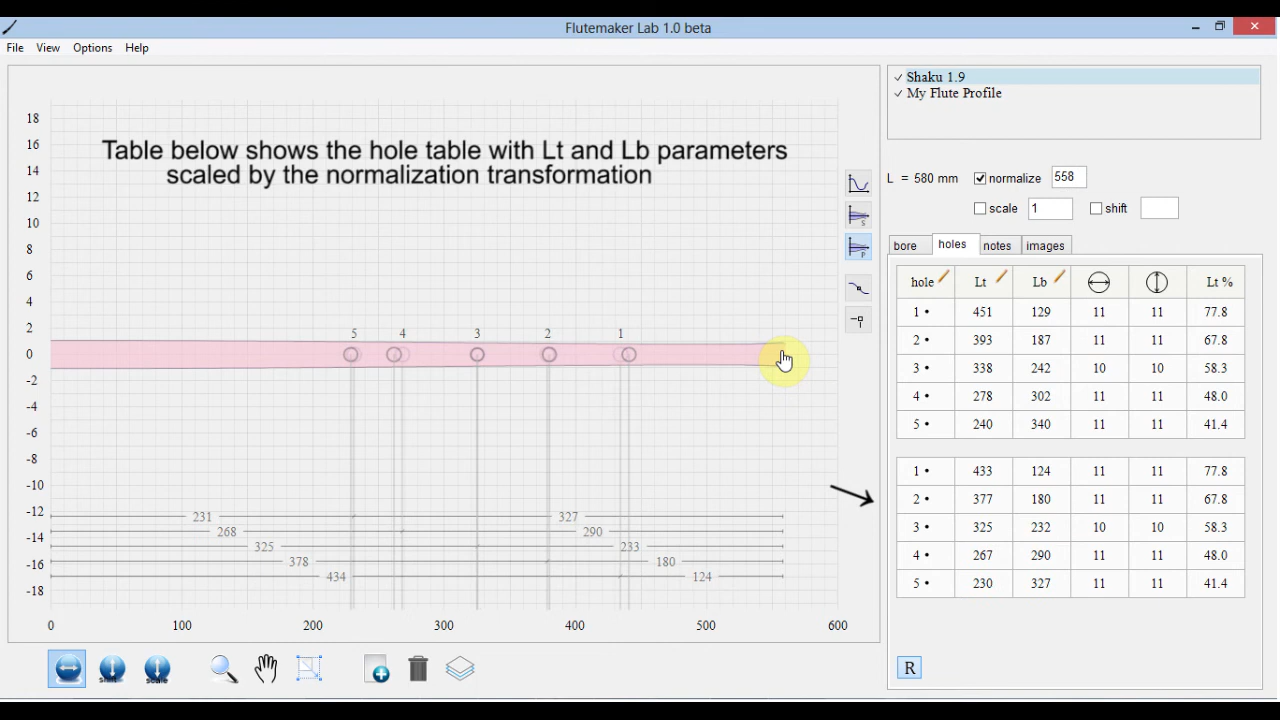 Flutemaker Lab 1.0 beta
File View Options Help
Table below shows the hole table with Lt and Lb parameters
scaled by the normalization transformation
18
16
14
12
10
8
6
4
2
0
-2
-4
-6
-8
-10
-12
-14
-16
-18
5 4 3 2 1
231 327
268 290
325 233
378 180
434 124
0 100 200 300 400 500 600
S
P
shift
scale
Shaku 1.9
My Flute Profile
L = 580 mm normalize 558
scale 1 shift
bore holes notes images
hole Lt Lb Lt %
1 • 451 129 11 11 77.8
2 • 393 187 11 11 67.8
3 • 338 242 10 10 58.3
4 • 278 302 11 11 48.0
5 • 240 340 11 11 41.4
1 • 433 124 11 11 77.8
2 • 377 180 11 11 67.8
3 • 325 232 10 10 58.3
4 • 267 290 11 11 48.0
5 • 230 327 11 11 41.4
R